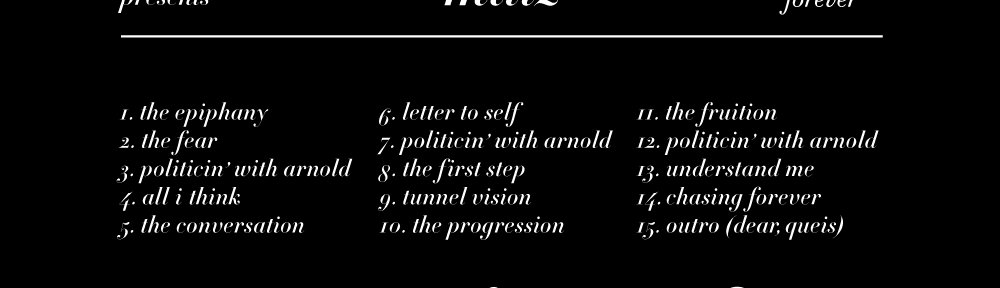 presents
forever
1. the epiphany
2. the fear
3. politicin' with arnold
4. all i think
5. the conversation
6. letter to self
7. politicin' with arnold
8. the first step
9. tunnel vision
10. the progression
11. the fruition
12. politicin' with arnold
13. understand me
14. chasing forever
15. outro (dear, queis)